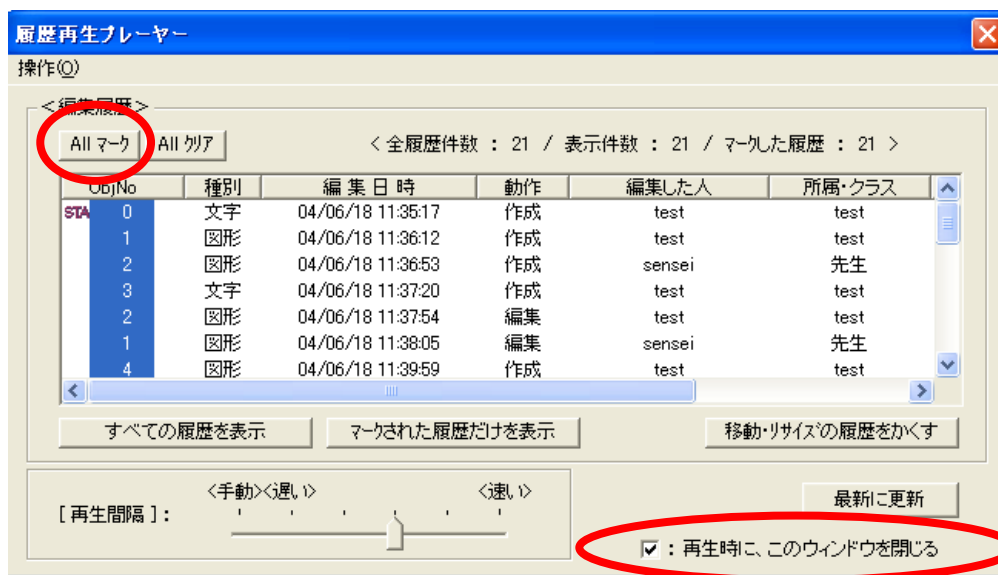 履歴再生プレーヤー
操作(O)
＜編集履歴＞
All マーク All クリア ＜ 全履歴件数 ： 21 / 表示件数 ： 21 / マークした履歴 ： 21 ＞
ObjNo 種別 編 集 日 時 動作 編集した人 所属・クラス
STA 0 文字 04/06/18 11:35:17 作成 test test
1 図形 04/06/18 11:36:12 作成 test test
2 図形 04/06/18 11:36:53 作成 sensei 先生
3 文字 04/06/18 11:37:20 作成 test test
2 図形 04/06/18 11:37:54 編集 test test
1 図形 04/06/18 11:38:05 編集 sensei 先生
4 図形 04/06/18 11:39:59 作成 test test
すべての履歴を表示 マークされた履歴だけを表示 移動・リサイズの履歴をかくす
＜手動＞＜遅い＞ ＜速い＞
[ 再生間隔 ]： 最新に更新
：再生時に、このウィンドウを閉じる